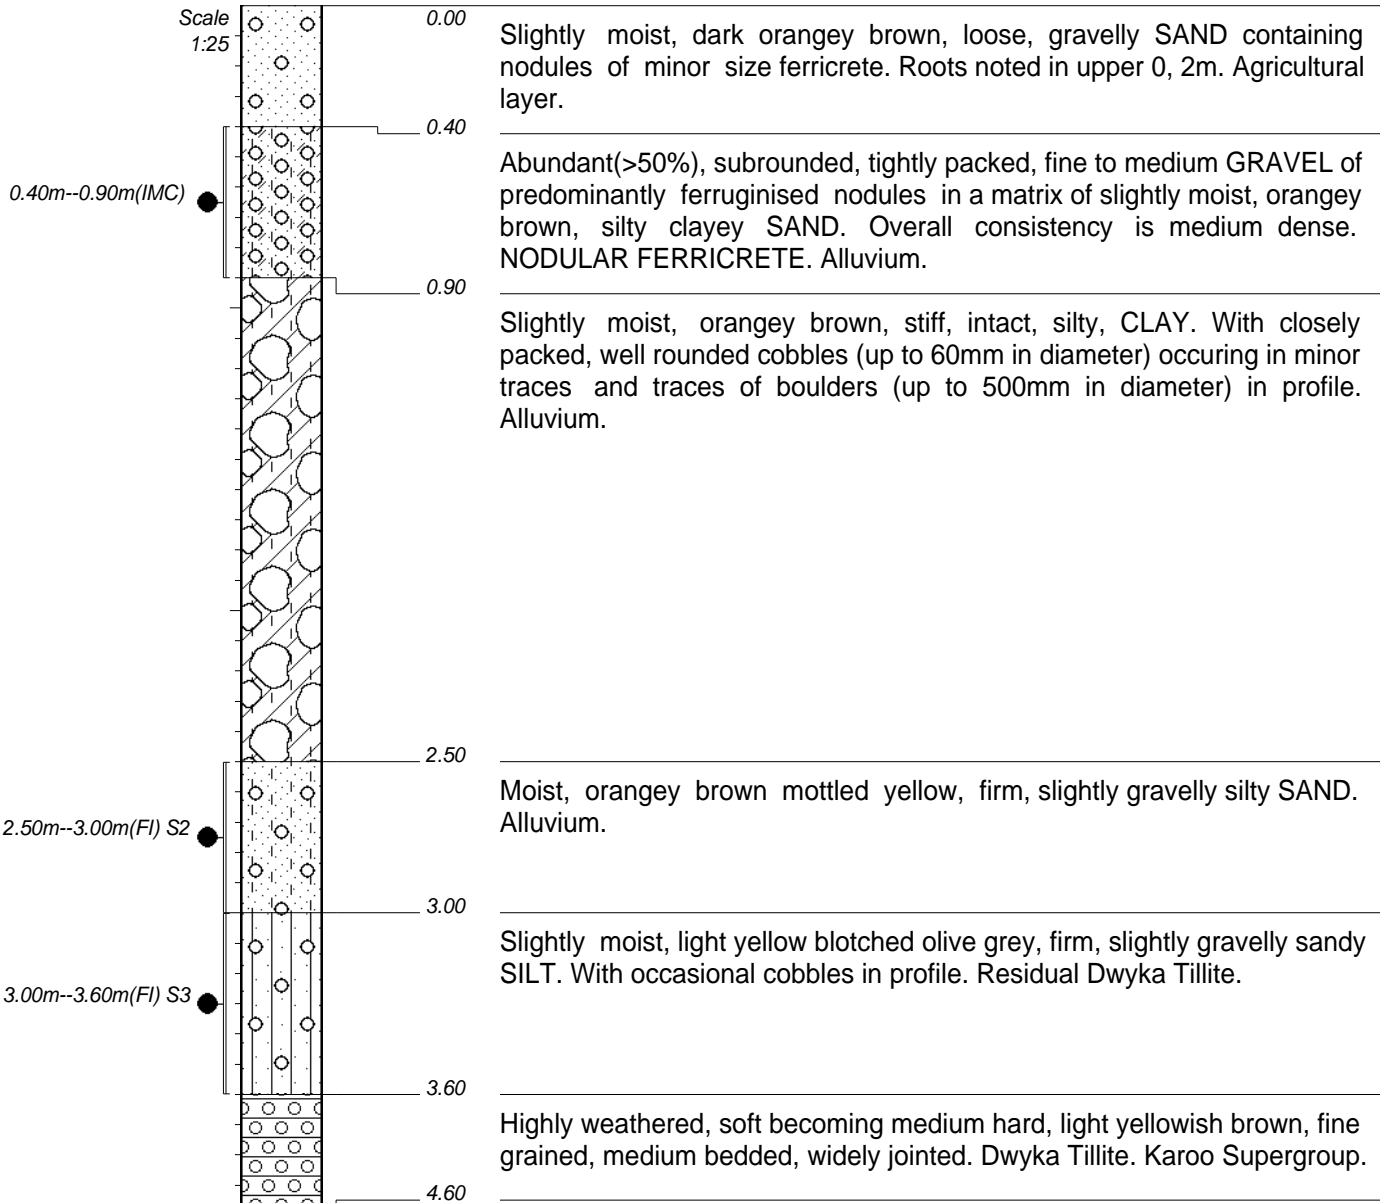 Scale
1:25
0.00
Slightly moist, dark orangey brown, loose, gravelly SAND containing
nodules of minor size ferricrete. Roots noted in upper 0, 2m. Agricultural
layer.
0.40
0.40m--0.90m(IMC)
Abundant(>50%), subrounded, tightly packed, fine to medium GRAVEL of
predominantly ferruginised nodules in a matrix of slightly moist, orangey
brown, silty clayey SAND. Overall consistency is medium dense.
NODULAR FERRICRETE. Alluvium.
0.90
Slightly moist, orangey brown, stiff, intact, silty, CLAY. With closely
packed, well rounded cobbles (up to 60mm in diameter) occuring in minor
traces and traces of boulders (up to 500mm in diameter) in profile.
Alluvium.
2.50
2.50m--3.00m(FI) S2
Moist, orangey brown mottled yellow, firm, slightly gravelly silty SAND.
Alluvium.
3.00
3.00m--3.60m(FI) S3
Slightly moist, light yellow blotched olive grey, firm, slightly gravelly sandy
SILT. With occasional cobbles in profile. Residual Dwyka Tillite.
3.60
Highly weathered, soft becoming medium hard, light yellowish brown, fine
grained, medium bedded, widely jointed. Dwyka Tillite. Karoo Supergroup.
4.60